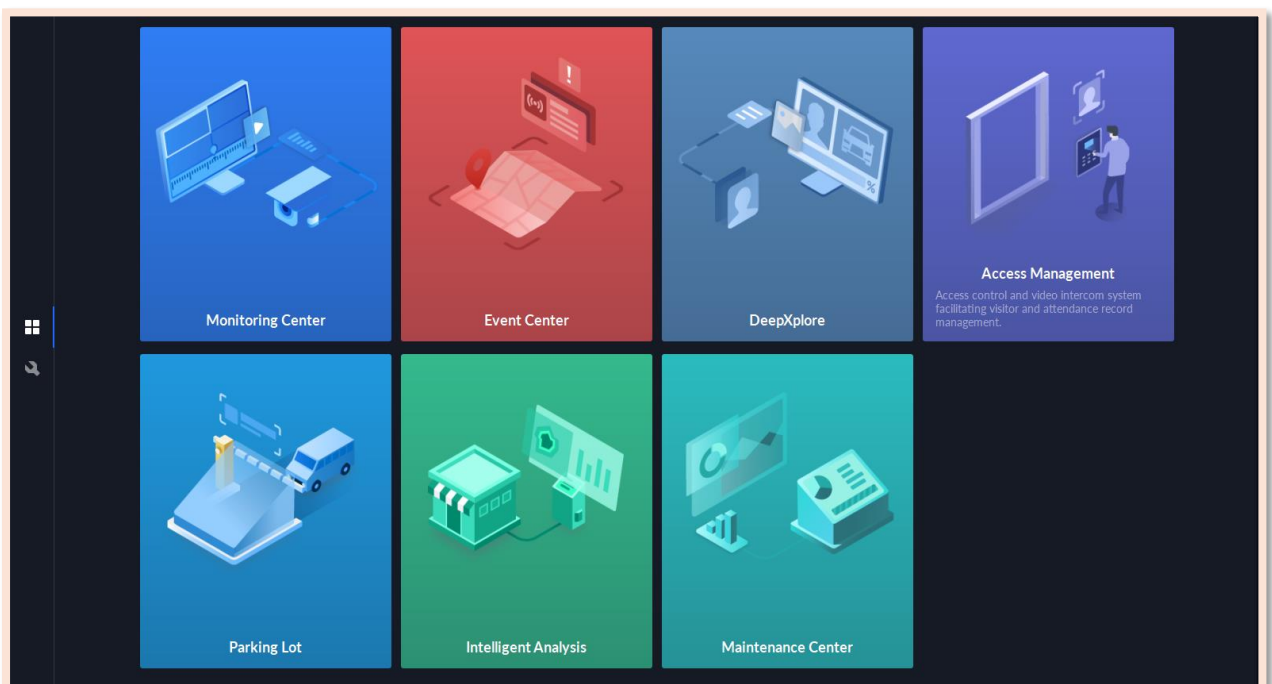 Monitoring Center
Event Center
DeepXplore
%
Access Management
Access control and video intercom system
facilitating visitor and attendance record
management.
Parking Lot
Intelligent Analysis
Maintenance Center